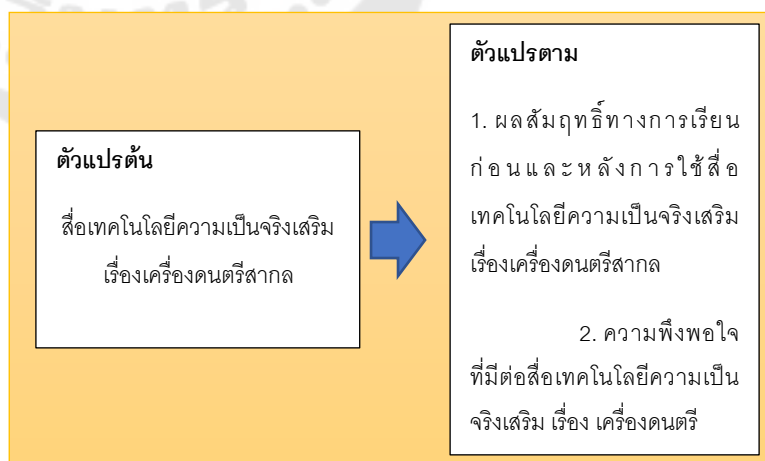 ตัวแปรต้น
สื่อเทคโนโลยีความเป็นจริงเสริม
เรื่องเครื่องดนตรีสากล
ตัวแปรตาม
1. ผลสัมฤทธิ์ทางการเรียน
ก่อนและหลังการใช้สื่อ
เทคโนโลยีความเป็นจริงเสริม
เรื่องเครื่องดนตรีสากล
2. ความพึงพอใจ
ที่มีต่อสื่อเทคโนโลยีความเป็น
จริงเสริม เรื่อง เครื่องดนตรี